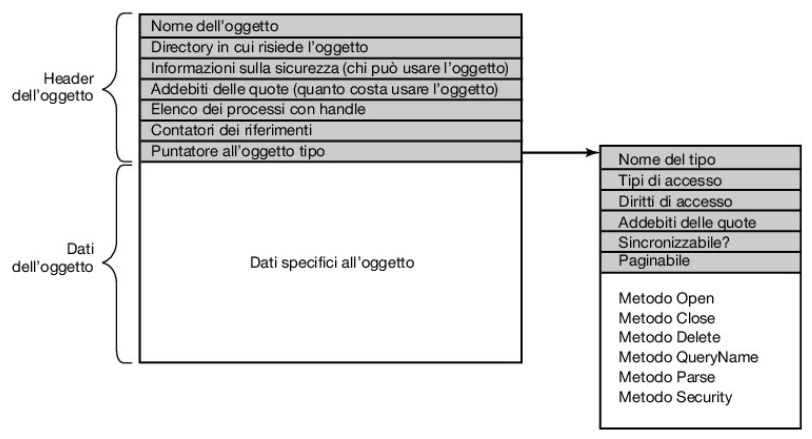 Header
dell'oggetto
Nome dell'oggetto
Directory in cui risiede l'oggetto
Informazioni sulla sicurezza (chi può usare l'oggetto)
Addebiti delle quote (quanto costa usare l'oggetto)
Elenco dei processi con handle
Contatori dei riferimenti
Puntatore all'oggetto tipo
Dati
dell'oggetto
Dati specifici all'oggetto
Nome del tipo
Tipi di accesso
Diritti di accesso
Addebiti delle quote
Sincronizzabile?
Paginabile
Metodo Open
Metodo Close
Metodo Delete
Metodo QueryName
Metodo Parse
Metodo Security